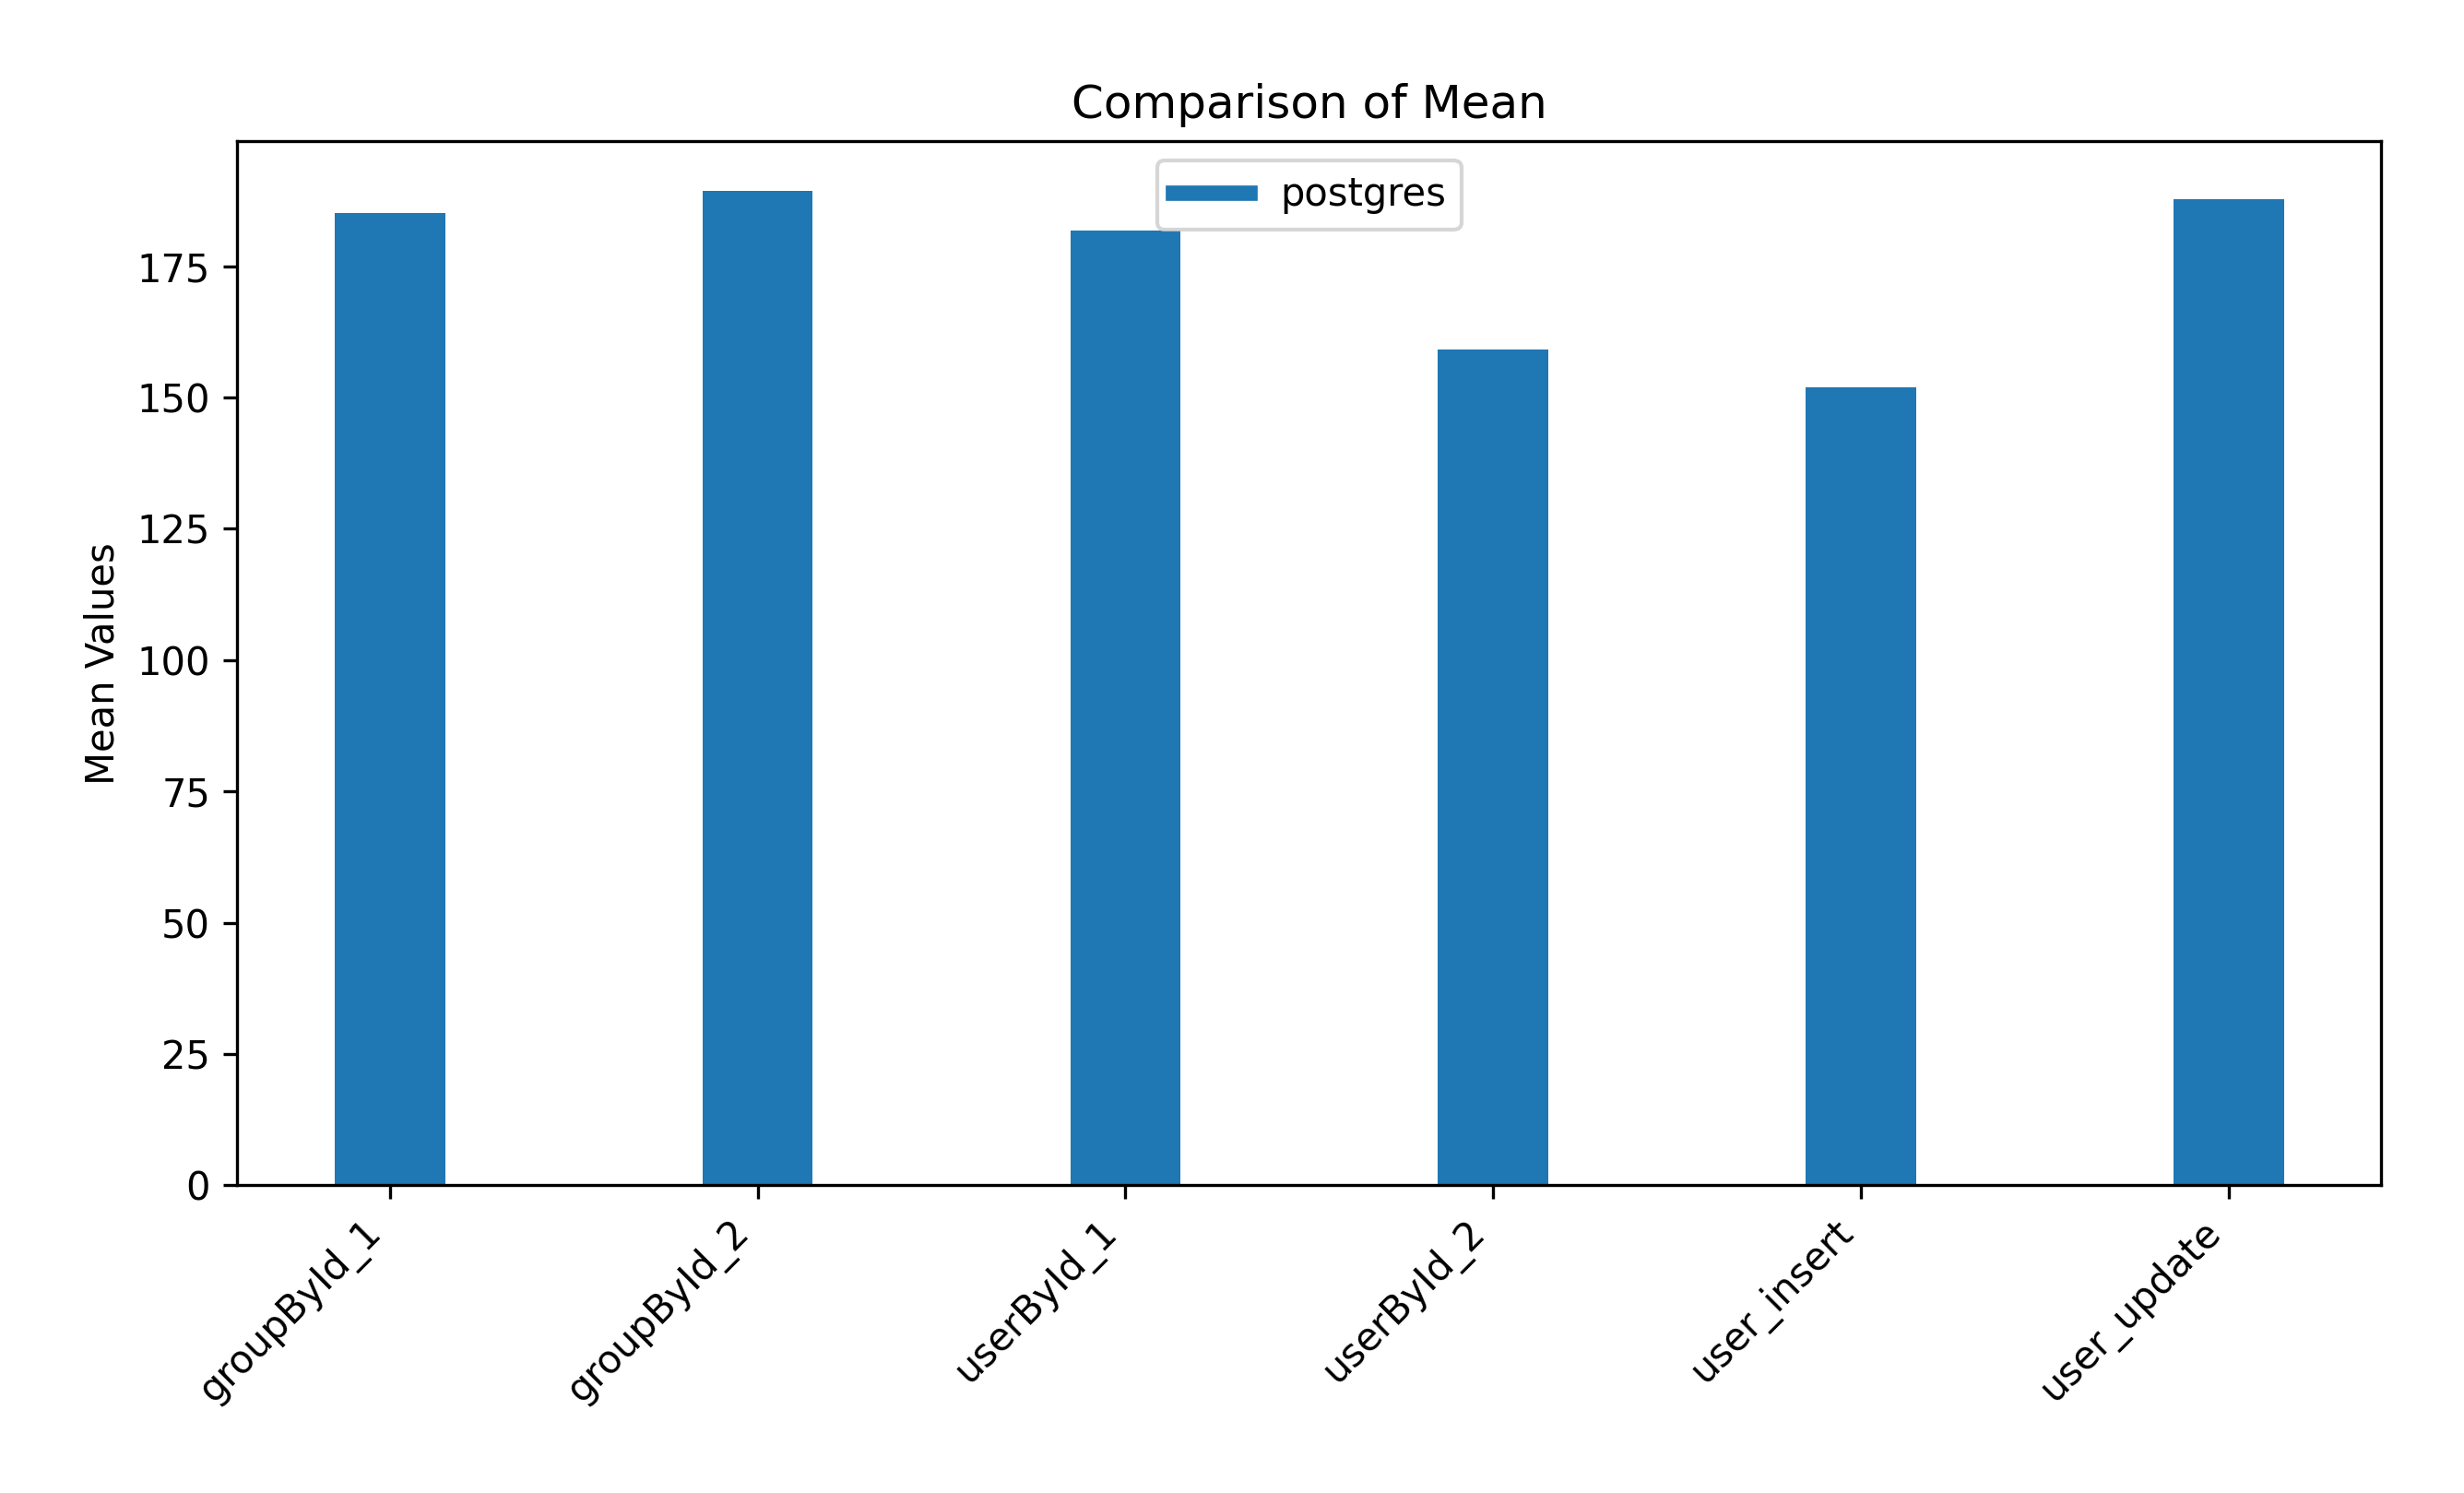 Comparison of Mean
postgres
Mean Values
175
150
125
100
75
50
25
0
groupById_1
groupById_2
userById_1
userById_2
user_insert
user_update